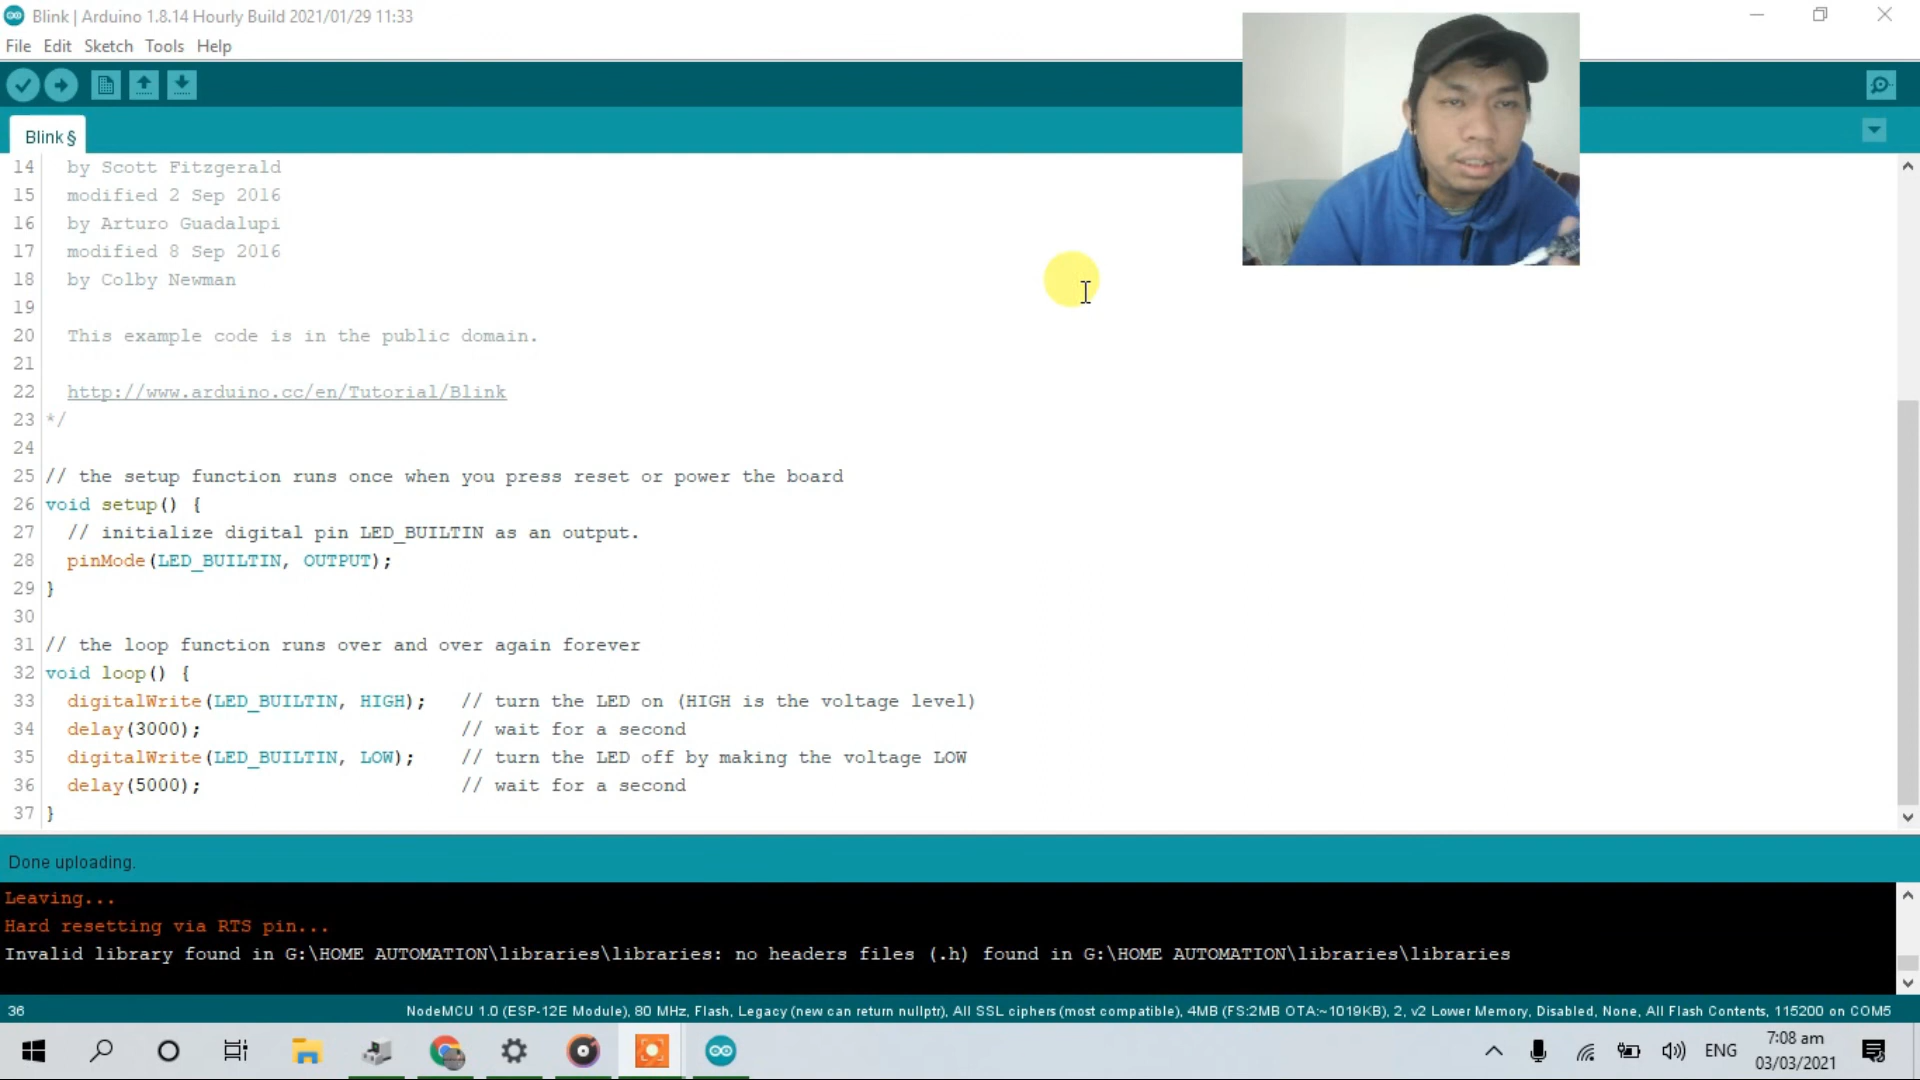 Blink | Arduino 1.8.14 Hourly Build 2021/01/29 11:33
File Edit Sketch Tools Help
Blink §
14 by Scott Fitzgerald
15 modified 2 Sep 2016
16 by Arturo Guadalupi
17 modified 8 Sep 2016
18 by Colby Newman
19
20 This example code is in the public domain.
21
22 http://www.arduino.cc/en/Tutorial/Blink
23 */
24
25 // the setup function runs once when you press reset or power the board
26 void setup() {
27 // initialize digital pin LED_BUILTIN as an output.
28 pinMode(LED_BUILTIN, OUTPUT);
29 }
30
31 // the loop function runs over and over again forever
32 void loop() {
33 digitalWrite(LED_BUILTIN, HIGH); // turn the LED on (HIGH is the voltage level)
34 delay(3000); // wait for a second
35 digitalWrite(LED_BUILTIN, LOW); // turn the LED off by making the voltage LOW
36 delay(5000); // wait for a second
37 }
Done uploading.
Leaving...
Hard resetting via RTS pin...
Invalid library found in G:\HOME AUTOMATION\libraries\libraries: no headers files (.h) found in G:\HOME AUTOMATION\libraries\libraries
36 NodeMCU 1.0 (ESP-12E Module), 80 MHz, Flash, Legacy (new can return nullptr), All SSL ciphers (most compatible), 4MB (FS:2MB OTA:~1019KB), 2, v2 Lower Memory, Disabled, None, All Flash Contents, 115200 on COM5
ENG 7:08 am
03/03/2021